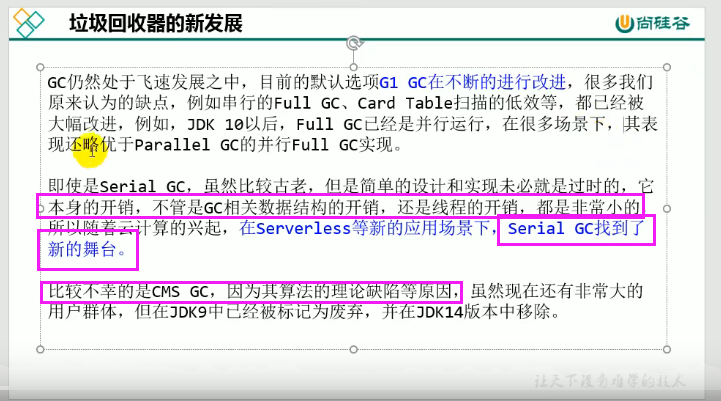 垃圾回收器的新发展
尚硅谷
GC仍然处于飞速发展之中，目前的默认选项G1 GC在不断的进行改进，很多我们
原来认为的缺点，例如串行的Full GC、Card Table扫描的低效等，都已经被
大幅改进，例如，JDK 10以后，Full GC已经是并行运行，在很多场景下，其表
现还略优于Parallel GC的并行Full GC实现。
即使是Serial GC，虽然比较古老，但是简单的设计和实现未必就是过时的，它
本身的开销，不管是GC相关数据结构的开销，还是线程的开销，都是非常小的，
所以随着云计算的兴起，在Serverless等新的应用场景下，Serial GC找到了
新的舞台。
比较不幸的是CMS GC，因为其算法的理论缺陷等原因，虽然现在还有非常大的
用户群体，但在JDK9中已经被标记为废弃，并在JDK14版本中移除。
让天下没有难学的技术